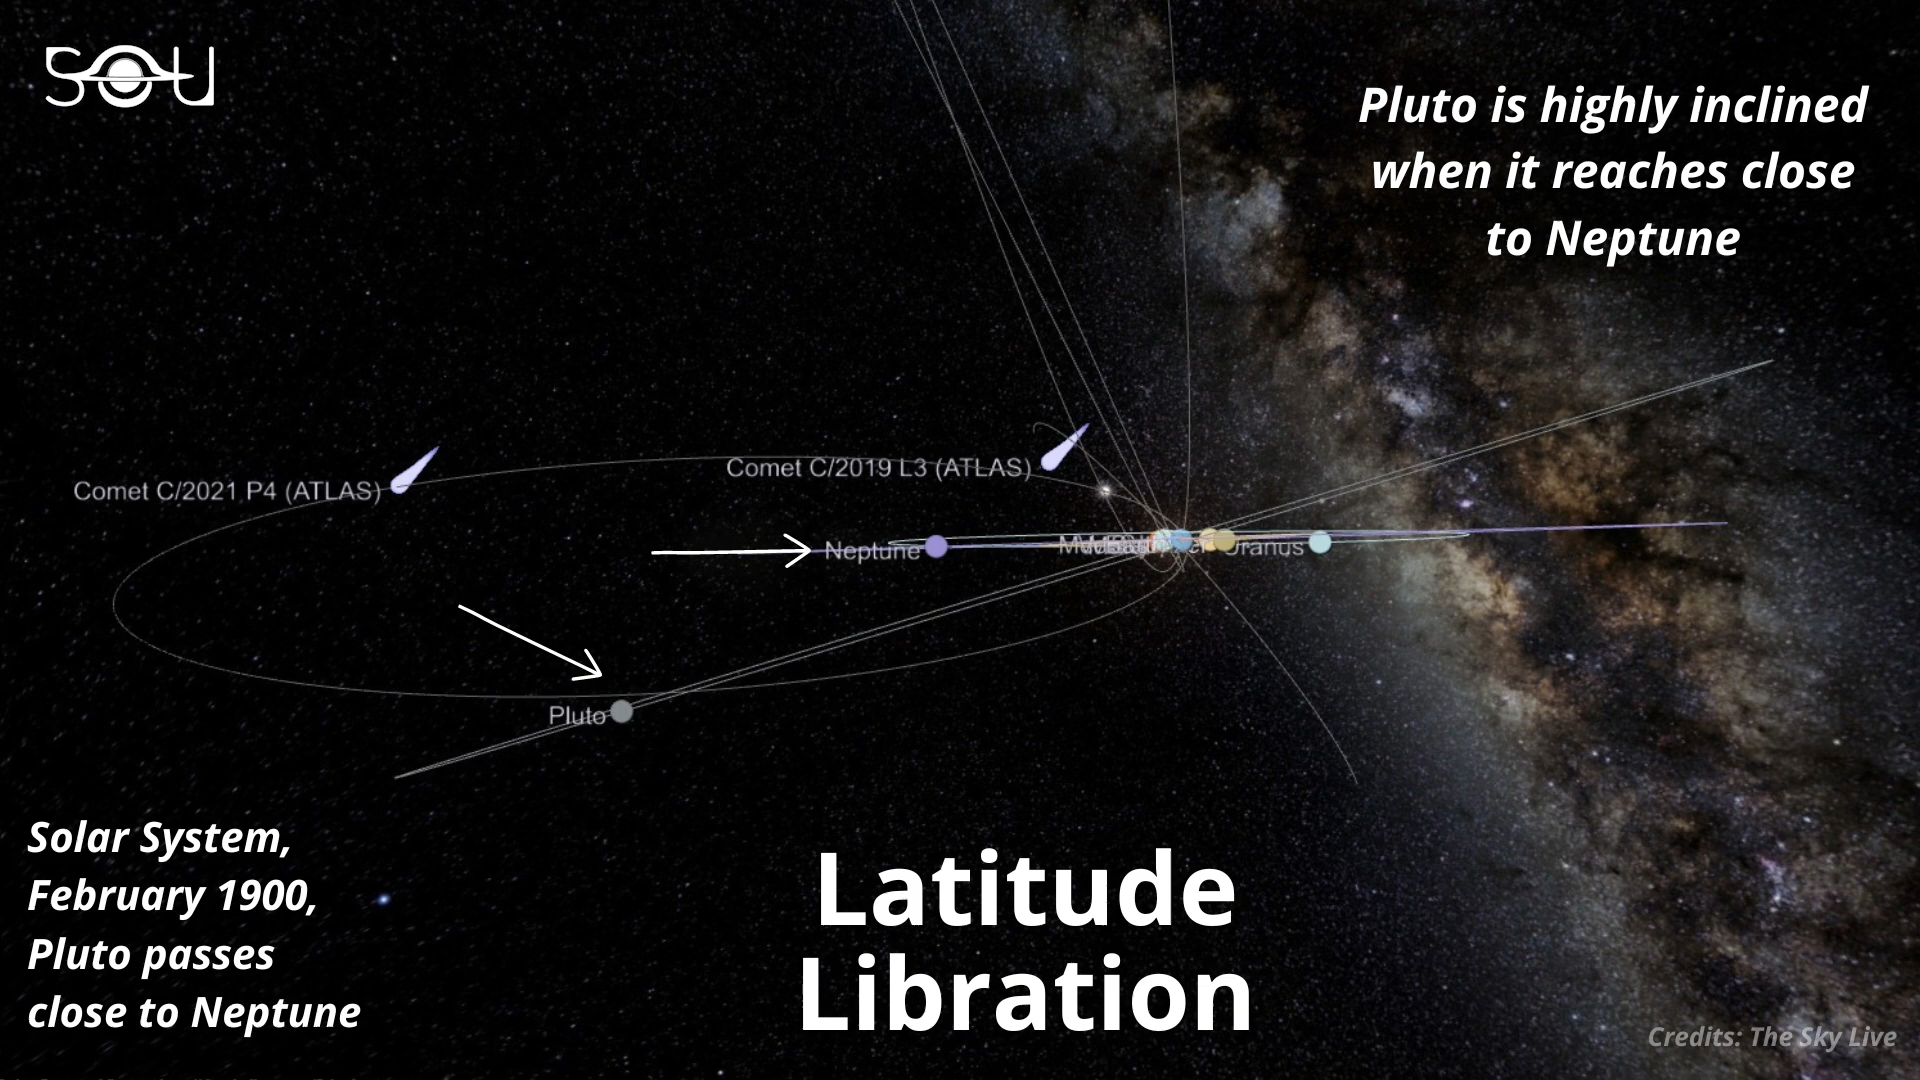 SOU
Pluto is highly inclined
when it reaches close
to Neptune
Comet C/2019 L3 (ATLAS)
Comet C/2021 P4 (ATLAS)
Neptune
Uranus
Pluto
Solar System,
February 1900,
Pluto passes
close to Neptune
Latitude
Libration
Credits: The Sky Live